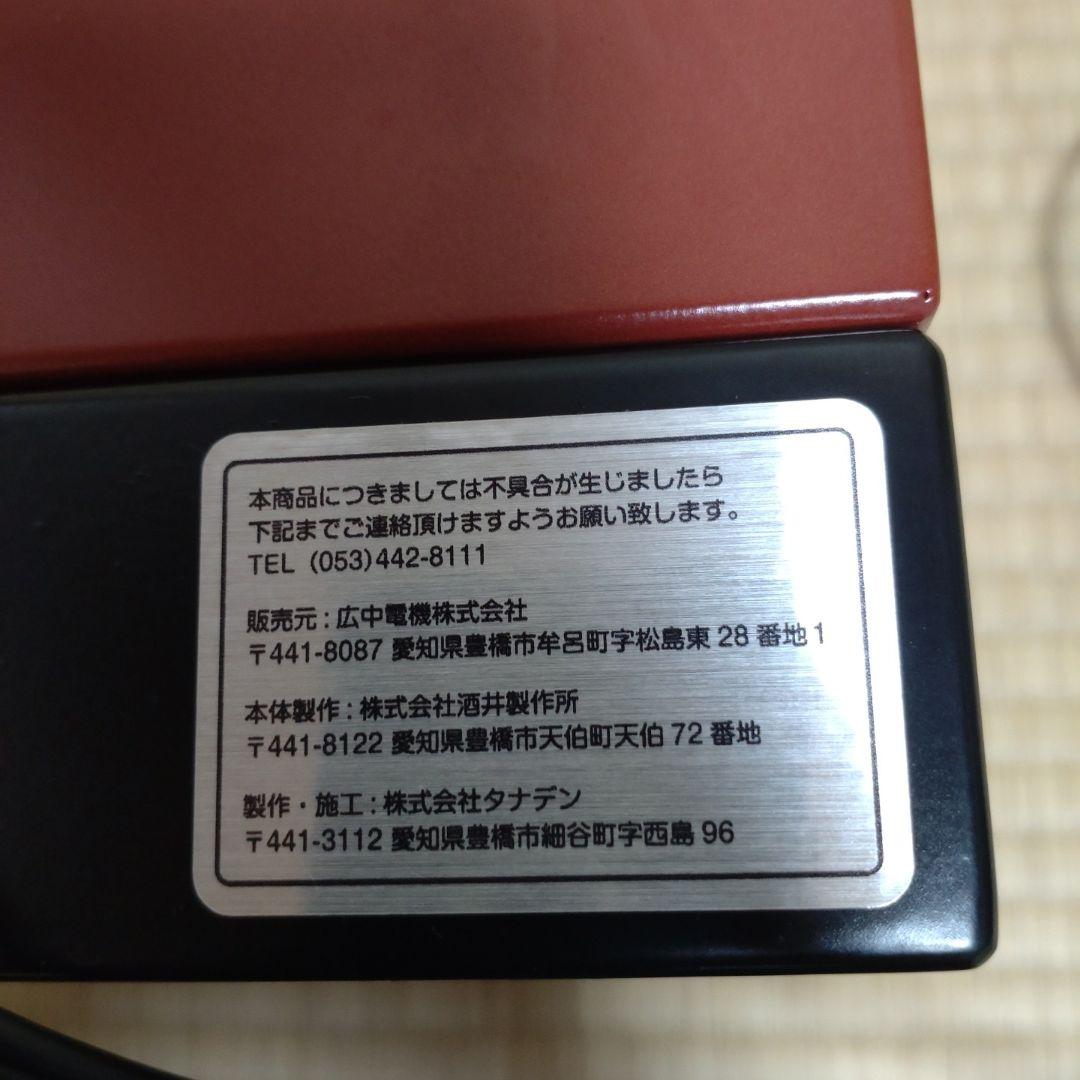 本商品につきましては不具合が生じましたら
下記までご連絡頂けますようお願い致します。
TEL (053)442-8111
販売元：広中電機株式会社
〒441-8087 愛知県豊橋市牟呂町字松島東 28 番地 1
本体製作：株式会社酒井製作所
〒441-8122 愛知県豊橋市天伯町天伯 72 番地
製作・施工：株式会社タナデン
〒441-3112 愛知県豊橋市細谷町字西島 96